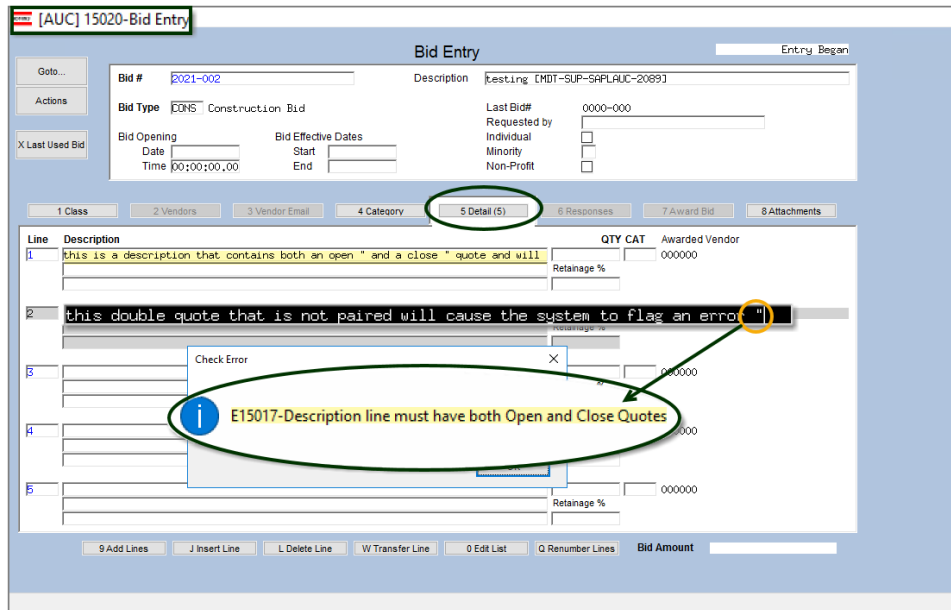 [AUC] 15020-Bid Entry
Bid Entry
Entry Began
Goto...
Actions
X Last Used Bid
Bid # 2021-002 Description testing [MDT-SUP-SAPLAUC-2089]
Bid Type CONS Construction Bid Last Bid# 0000-000
Requested by
Bid Opening Bid Effective Dates Individual
Date Start Minority
Time 00:00:00.00 End Non-Profit
1 Class 2 Vendors 3 Vendor Email 4 Category 5 Detail (5) 6 Responses 7 Award Bid 8 Attachments
Line Description QTY CAT Awarded Vendor
1 this is a description that contains both an open " and a close " quote and will 000000
Retainage %
2 this double quote that is not paired will cause the system to flag an error "
Retainage %
Check Error
3 000000
E15017-Description line must have both Open and Close Quotes
4 000000
5 000000
Retainage %
9 Add Lines J Insert Line L Delete Line W Transfer Line 0 Edit List Q Renumber Lines Bid Amount